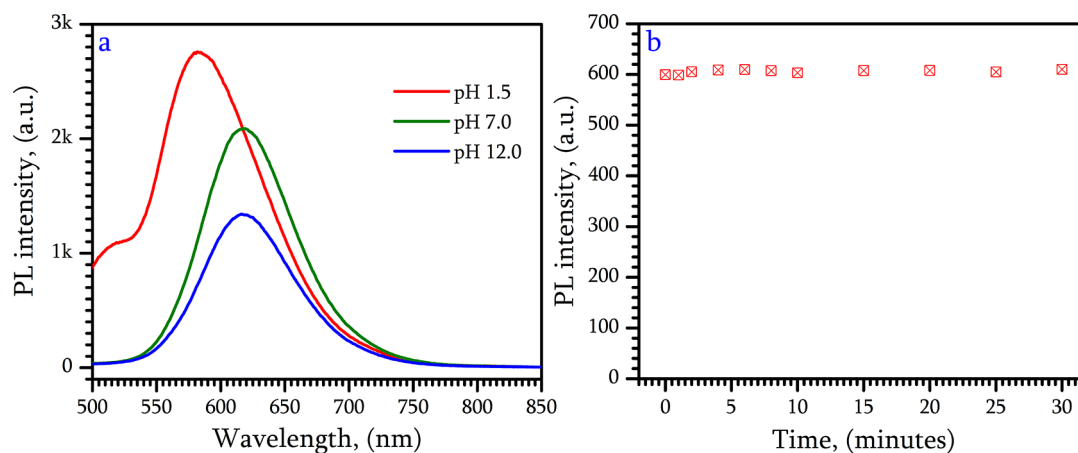 a
3k
2k
1k
0
PL intensity, (a.u.)
pH 1.5
pH 7.0
pH 12.0
500 550 600 650 700 750 800 850
Wavelength, (nm)
b
700
600
500
400
300
200
100
0
PL intensity, (a.u.)
0 5 10 15 20 25 30
Time, (minutes)